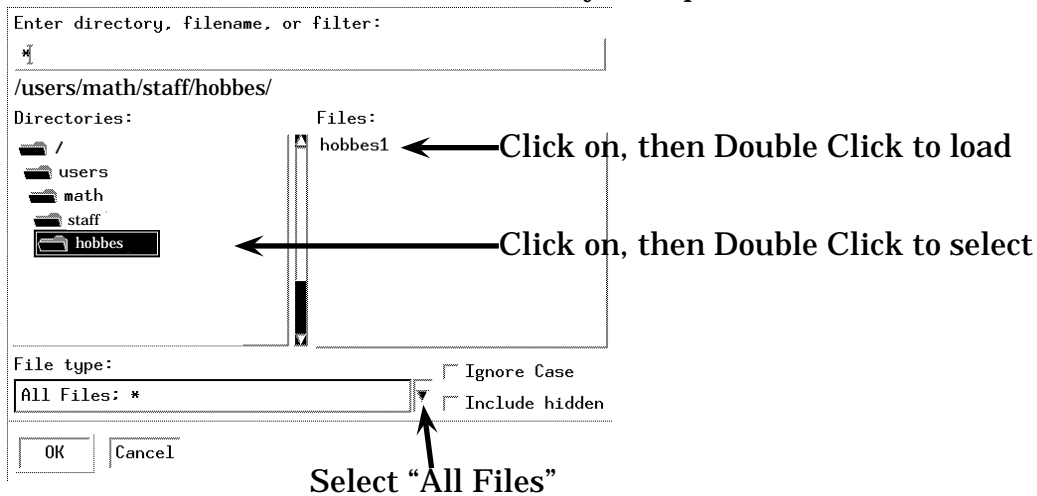 Enter directory, filename, or filter:
*
/users/math/staff/hobbes/
Directories: Files:
/ hobbes1 Click on, then Double Click to load
users
math
staff
hobbes Click on, then Double Click to select
File type:
Ignore Case
All Files; *
Include hidden
OK Cancel
Select “All Files”